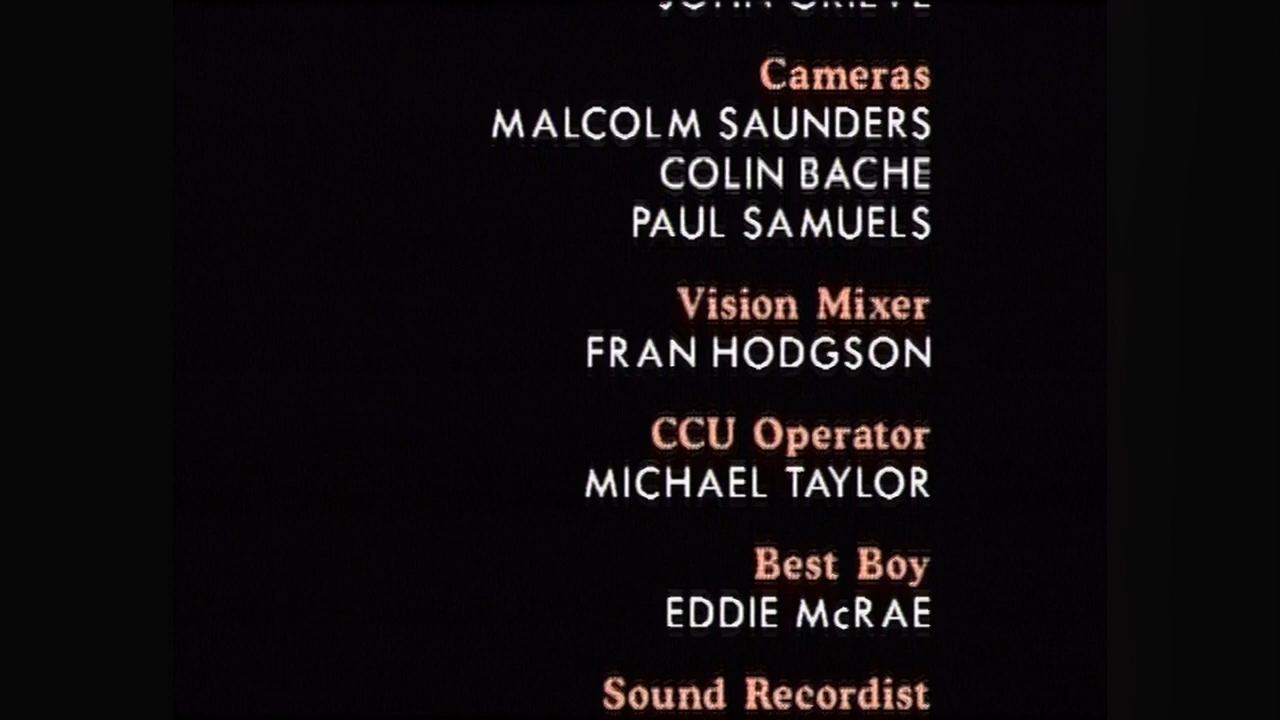 Cameras
MALCOLM SAUNDERS
COLIN BACHE
PAUL SAMUELS
Vision Mixer
FRAN HODGSON
CCU Operator
MICHAEL TAYLOR
Best Boy
EDDIE McRAE
Sound Recordist